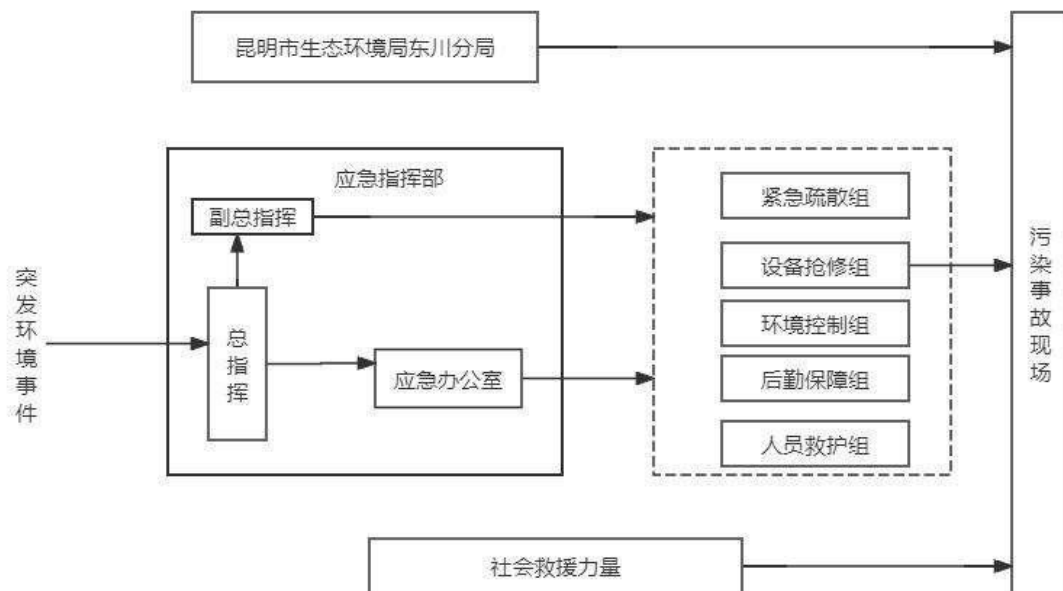 昆明市生态环境局东川分局
应急指挥部
副总指挥
总指挥
应急办公室
突发环境事件
紧急疏散组
设备抢修组
环境控制组
后勤保障组
人员救护组
污染事故现场
社会救援力量